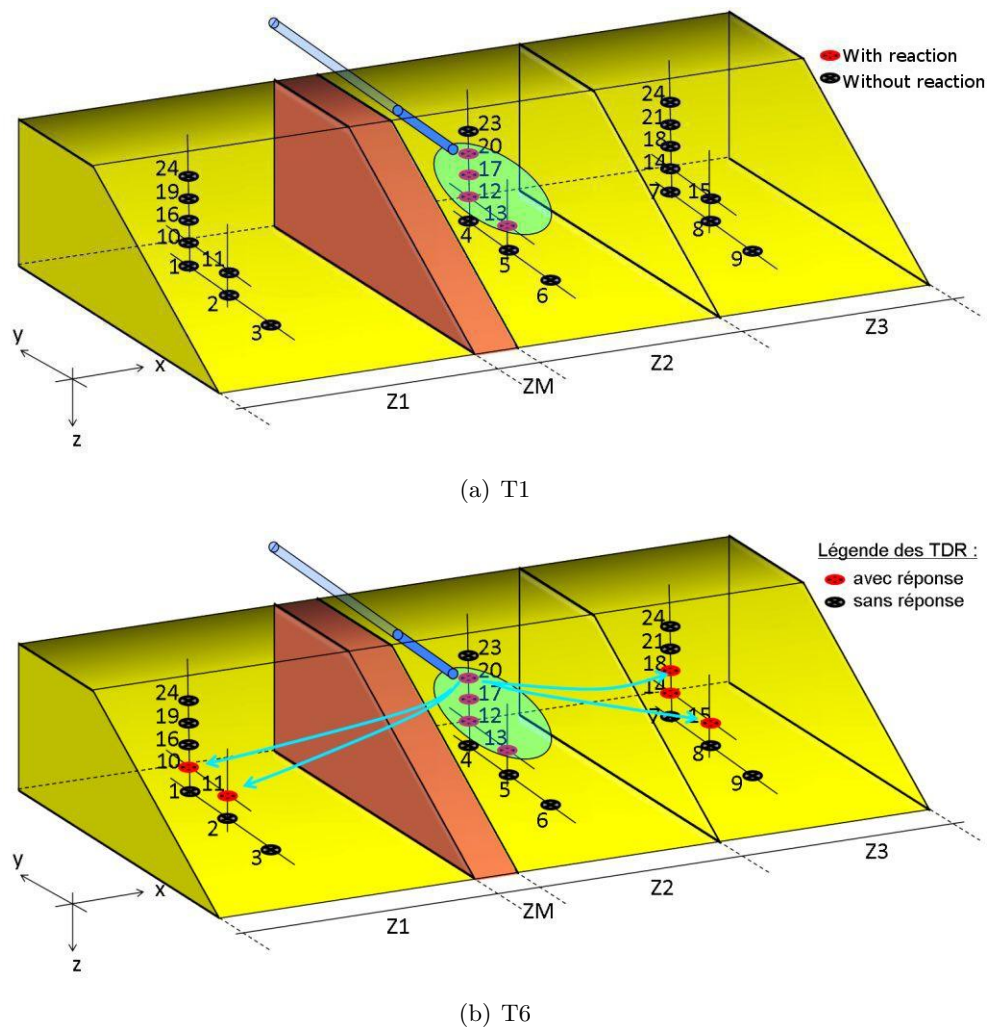 With reaction
Without reaction
24
19
16
10
11
1
2
3
23
20
17
12
13
4
5
6
24
21
18
14
15
7
8
9
y
x
z
Z1
ZM
Z2
Z3
(a) T1
Légende des TDR :
avec réponse
sans réponse
24
19
16
10
11
1
2
3
23
20
17
12
13
4
5
6
24
21
18
14
15
7
8
9
y
x
z
Z1
ZM
Z2
Z3
(b) T6